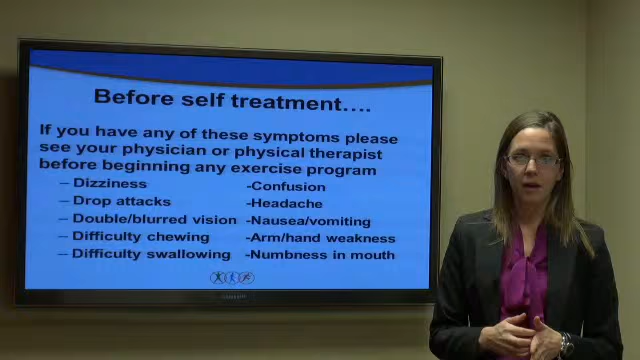 Before self treatment....
If you have any of these symptoms please
see your physician or physical therapist
before beginning any exercise program
– Dizziness -Confusion
– Drop attacks -Headache
– Double/blurred vision -Nausea/vomiting
– Difficulty chewing -Arm/hand weakness
– Difficulty swallowing -Numbness in mouth